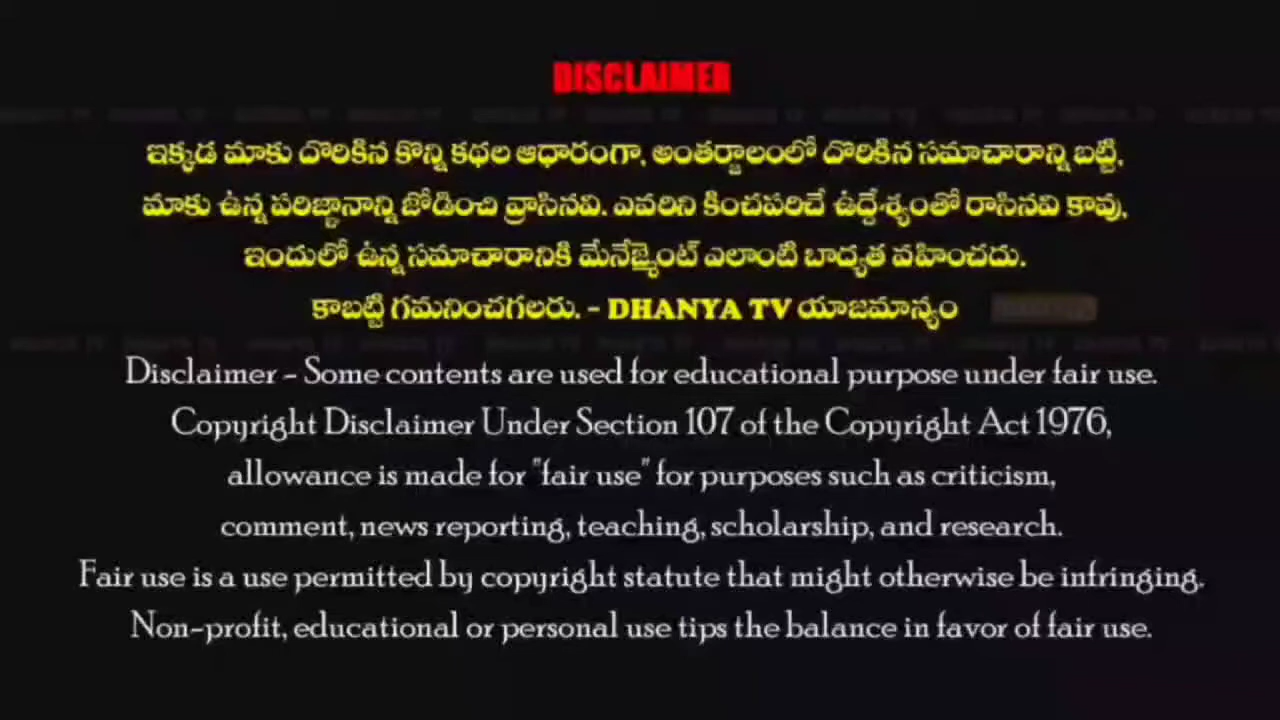 DISCLAIMER
ఇక్కడ మాకు దొరికిన కొన్ని కథల ఆధారంగా, అంతర్జాలంలో దొరికిన సమాచారాన్ని బట్టి,
మాకు ఉన్న పరిజ్ఞానాన్ని జోడించి వ్రాసినవి. ఎవరిని కించపరిచే ఉద్దేశ్యంతో రాసినవి కావు,
ఇందులో ఉన్న సమాచారానికి మేనేజ్మెంట్ ఎలాంటి బాద్యత వహించదు.
కాబట్టి గమనించగలరు. - DHANYA TV యాజమాన్యం
Disclaimer - Some contents are used for educational purpose under fair use.
Copyright Disclaimer Under Section 107 of the Copyright Act 1976,
allowance is made for "fair use" for purposes such as criticism,
comment, news reporting, teaching, scholarship, and research.
Fair use is a use permitted by copyright statute that might otherwise be infringing.
Non-profit, educational or personal use tips the balance in favor of fair use.